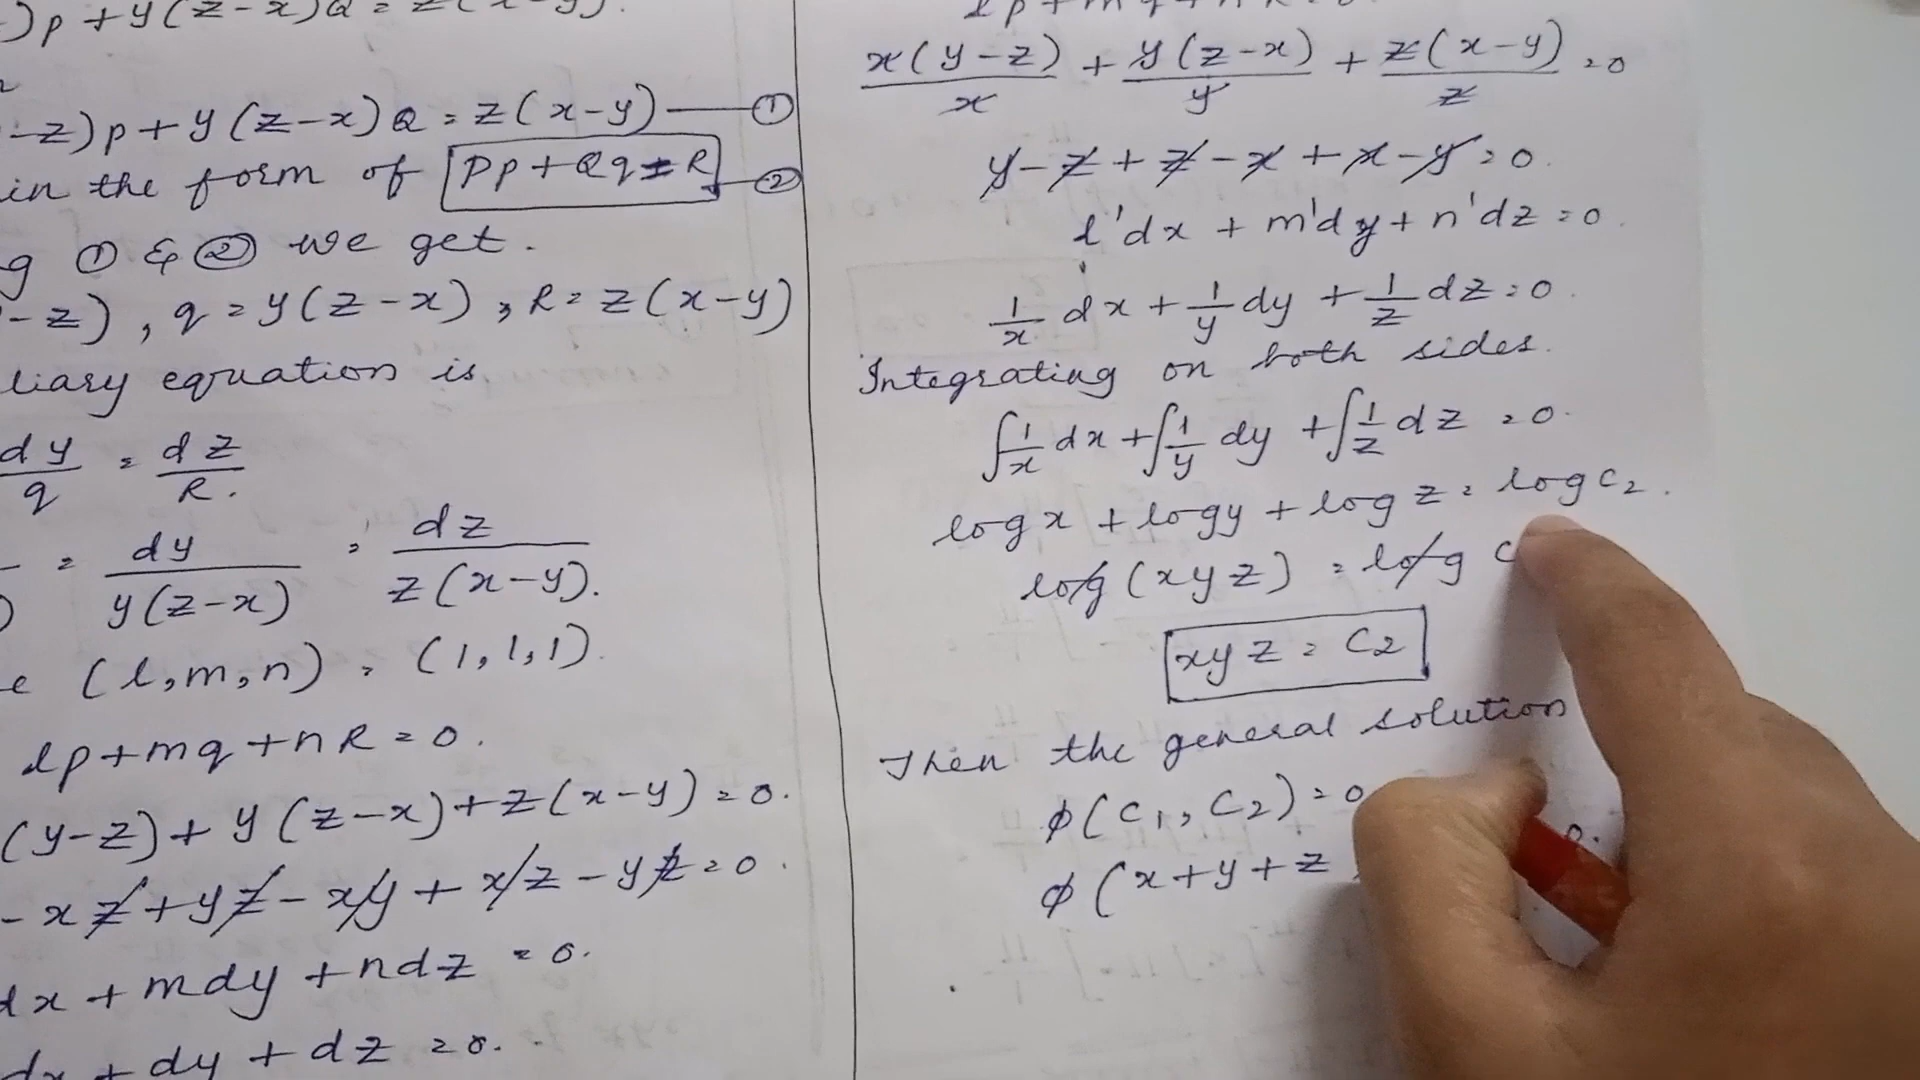 )p + y(z-x)Q = z(x-y).
-z)p + y(z-x)Q = z(x-y) — ①
in the form of Pp + Qq = R — ②
g ① & ② we get.
-z), q = y(z-x), R = z(x-y)
liary equation is
dy/q = dz/R.
= dy/y(z-x) = dz/z(x-y).
e (l,m,n) = (1,1,1).
lp + mq + nR = 0.
(y-z) + y(z-x) + z(x-y) = 0.
- xz + yz - xy + xz - yz = 0.
dx + mdy + ndz = 0.
dx + dy + dz = 0.
x(y-z)/x + y(z-x)/y + z(x-y)/z = 0
y - z + z - x + x - y = 0.
l'dx + m'dy + n'dz = 0.
1/x dx + 1/y dy + 1/z dz = 0.
Integrating on both sides.
∫1/x dx + ∫1/y dy + ∫1/z dz = 0.
log x + log y + log z = log c2.
log (xyz) = log c
xyz = c2
Then the general solution
φ(c1, c2) = 0
φ(x+y+z